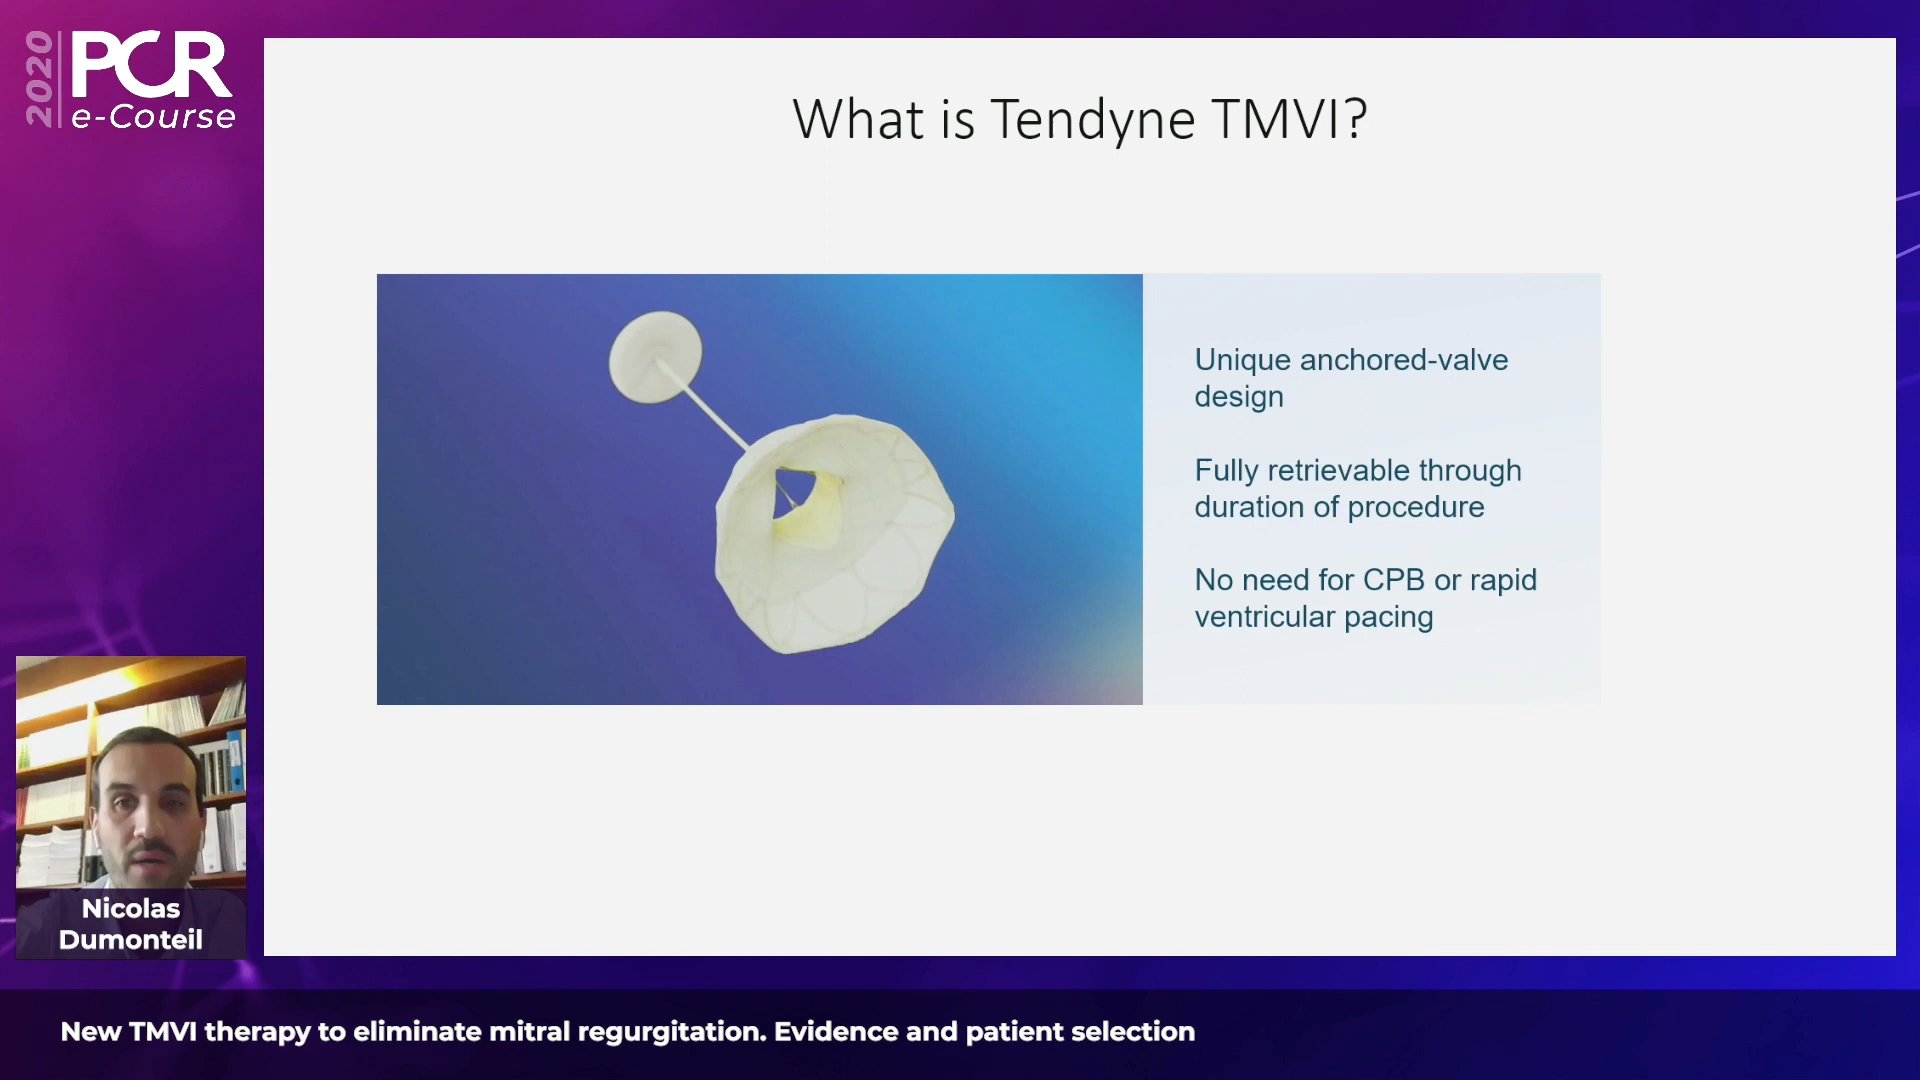 2020
PCR
e-Course
What is Tendyne TMVI?
Unique anchored-valve
design
Fully retrievable through
duration of procedure
No need for CPB or rapid
ventricular pacing
Nicolas
Dumonteil
New TMVI therapy to eliminate mitral regurgitation. Evidence and patient selection